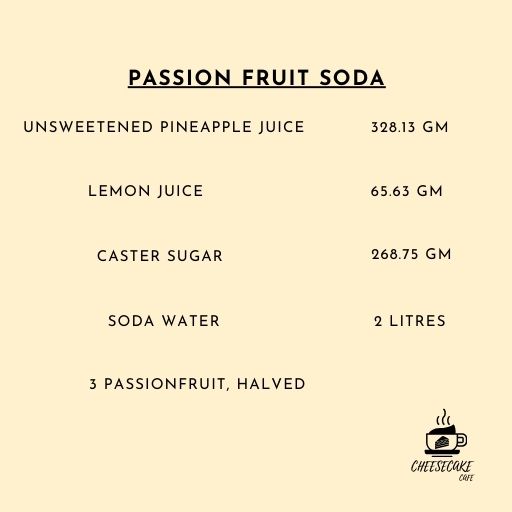 PASSION FRUIT SODA
UNSWEETENED PINEAPPLE JUICE 328.13 GM
LEMON JUICE 65.63 GM
CASTER SUGAR 268.75 GM
SODA WATER 2 LITRES
3 PASSIONFRUIT, HALVED
CHEESECAKE
CAFE